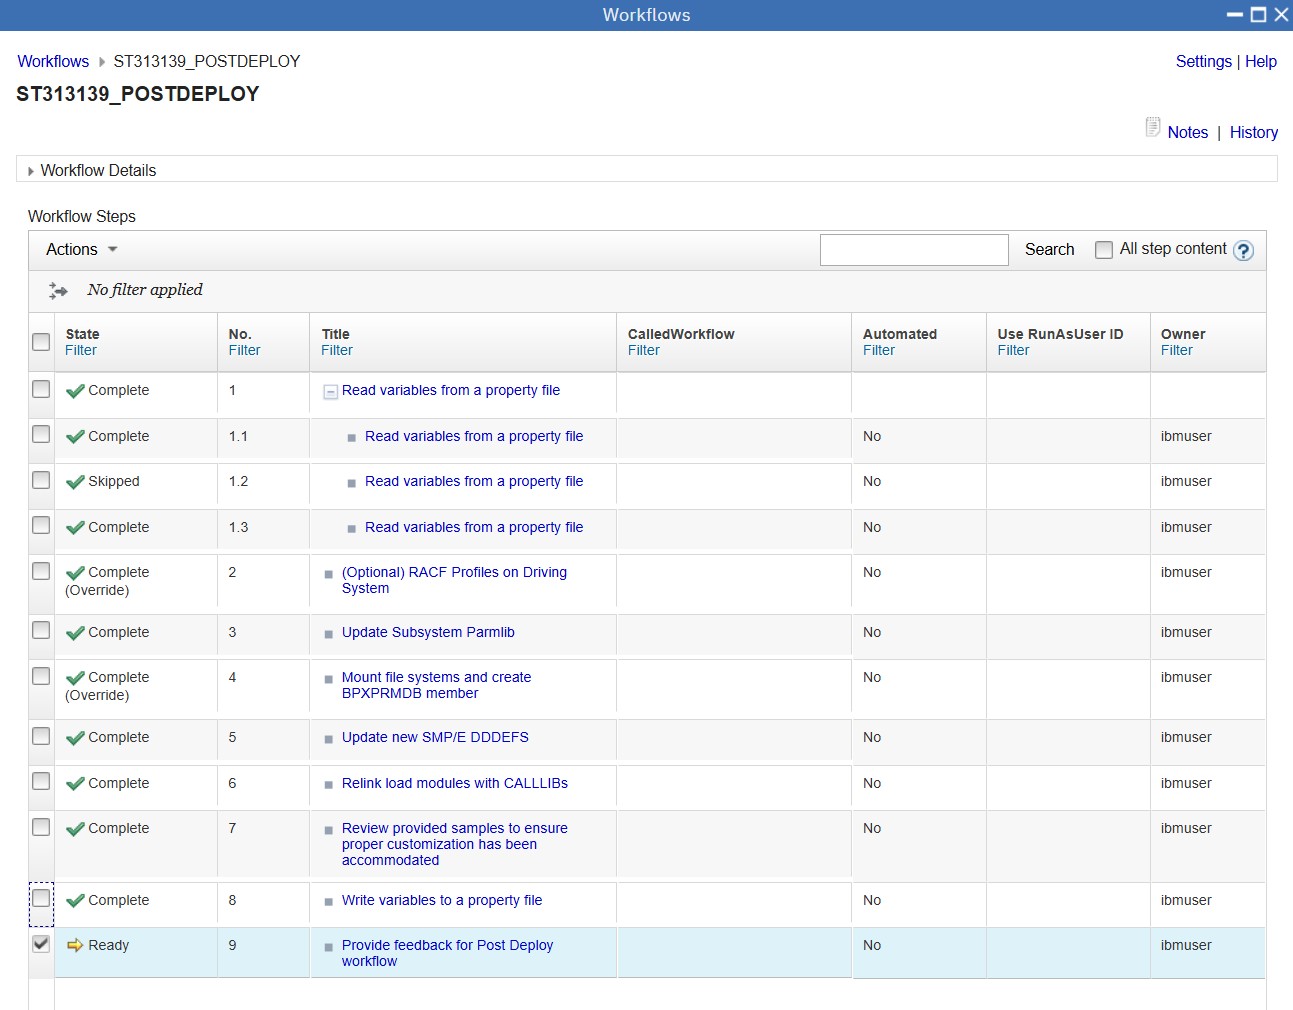 Workflows
Workflows ST313139_POSTDEPLOY
Settings | Help
ST313139_POSTDEPLOY
Notes | History
Workflow Details
Workflow Steps
Actions
Search All step content ?
No filter applied
State No. Title CalledWorkflow Automated Use RunAsUser ID Owner
Filter Filter Filter Filter Filter Filter Filter
Complete 1 Read variables from a property file
Complete 1.1 Read variables from a property file No ibmuser
Skipped 1.2 Read variables from a property file No ibmuser
Complete 1.3 Read variables from a property file No ibmuser
Complete 2 (Optional) RACF Profiles on Driving No ibmuser
(Override) System
Complete 3 Update Subsystem Parmlib No ibmuser
Complete 4 Mount file systems and create No ibmuser
(Override) BPXPRMDB member
Complete 5 Update new SMP/E DDDEFS No ibmuser
Complete 6 Relink load modules with CALLLIBs No ibmuser
Complete 7 Review provided samples to ensure No ibmuser
proper customization has been
accommodated
Complete 8 Write variables to a property file No ibmuser
Ready 9 Provide feedback for Post Deploy No ibmuser
workflow